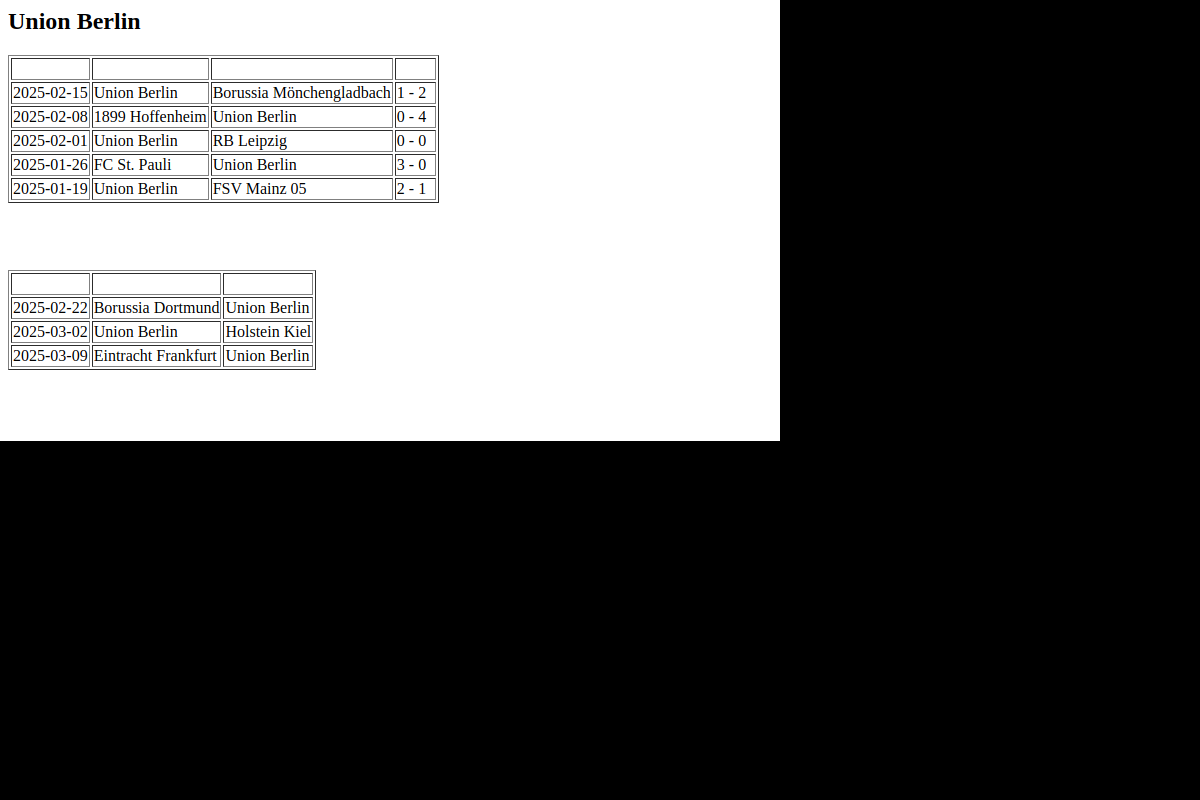 Union Berlin
2025-02-15 Union Berlin Borussia Mönchengladbach 1 - 2
2025-02-08 1899 Hoffenheim Union Berlin 0 - 4
2025-02-01 Union Berlin RB Leipzig 0 - 0
2025-01-26 FC St. Pauli Union Berlin 3 - 0
2025-01-19 Union Berlin FSV Mainz 05 2 - 1
2025-02-22 Borussia Dortmund Union Berlin
2025-03-02 Union Berlin Holstein Kiel
2025-03-09 Eintracht Frankfurt Union Berlin